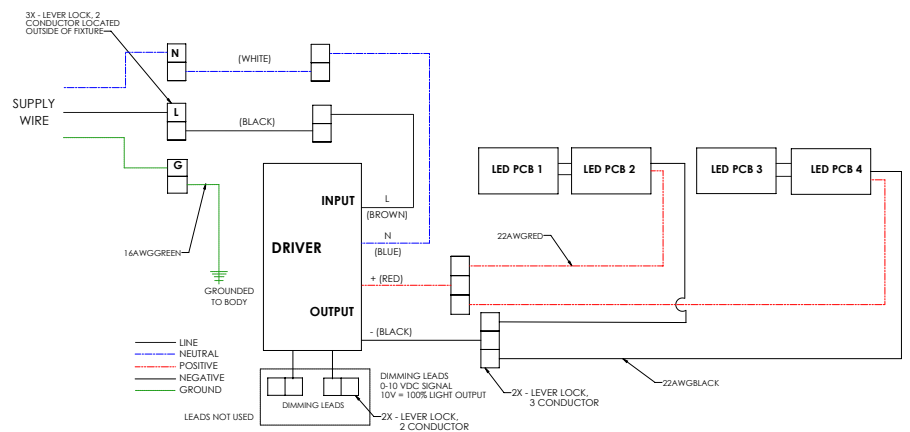 3X - LEVER LOCK, 2
CONDUCTOR LOCATED
OUTSIDE OF FIXTURE
N
(WHITE)
SUPPLY
WIRE
L
(BLACK)
G
16AWGGREEN
GROUNDED
TO BODY
INPUT
DRIVER
OUTPUT
L
(BROWN)
N
(BLUE)
+ (RED)
- (BLACK)
LED PCB 1
LED PCB 2
LED PCB 3
LED PCB 4
22AWGRED
22AWGBLACK
2X - LEVER LOCK,
3 CONDUCTOR
LINE
NEUTRAL
POSITIVE
NEGATIVE
GROUND
DIMMING LEADS
LEADS NOT USED
DIMMING LEADS
0-10 VDC SIGNAL
10V = 100% LIGHT OUTPUT
2X - LEVER LOCK,
2 CONDUCTOR